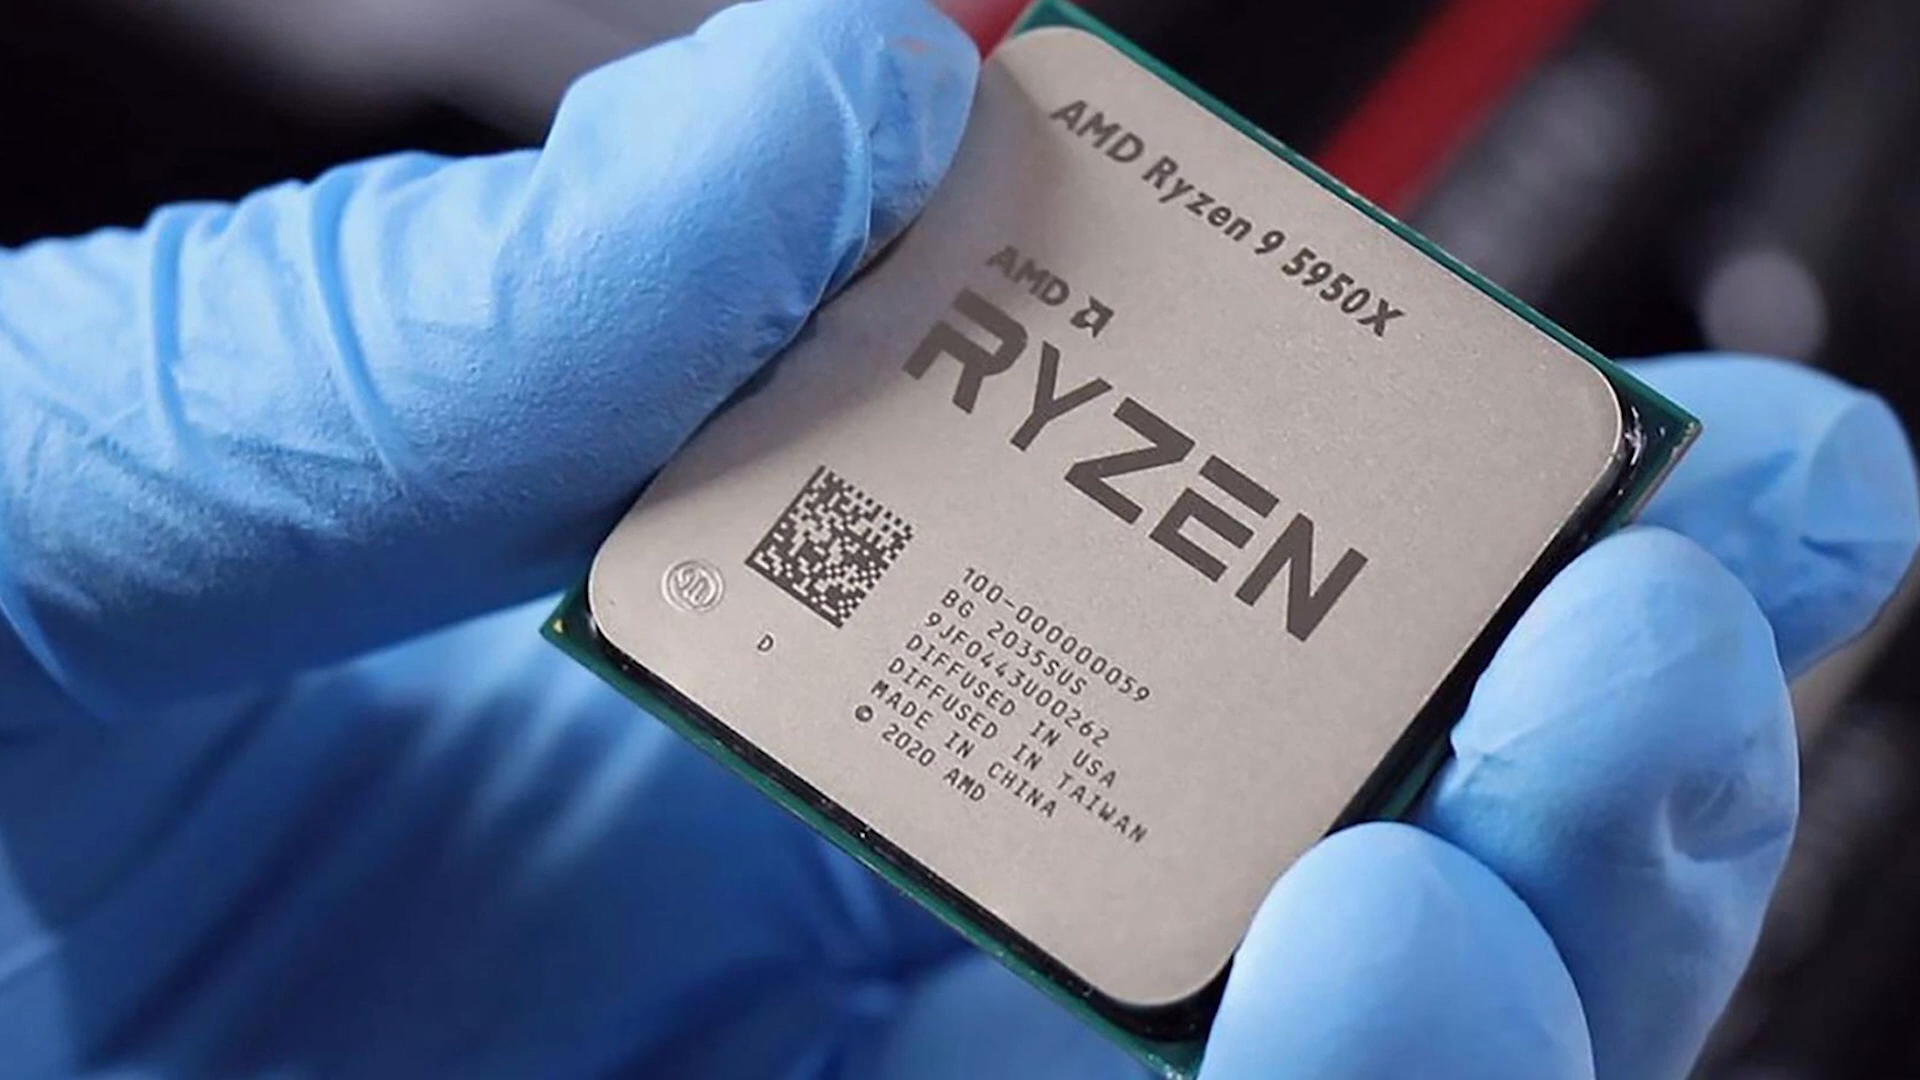 AMD Ryzen 9 5950X
AMD
RYZEN
100-000000059
BG 2035SUS
9JF0443U00262
DIFFUSED IN USA
DIFFUSED IN TAIWAN
MADE IN CHINA
© 2020 AMD
D